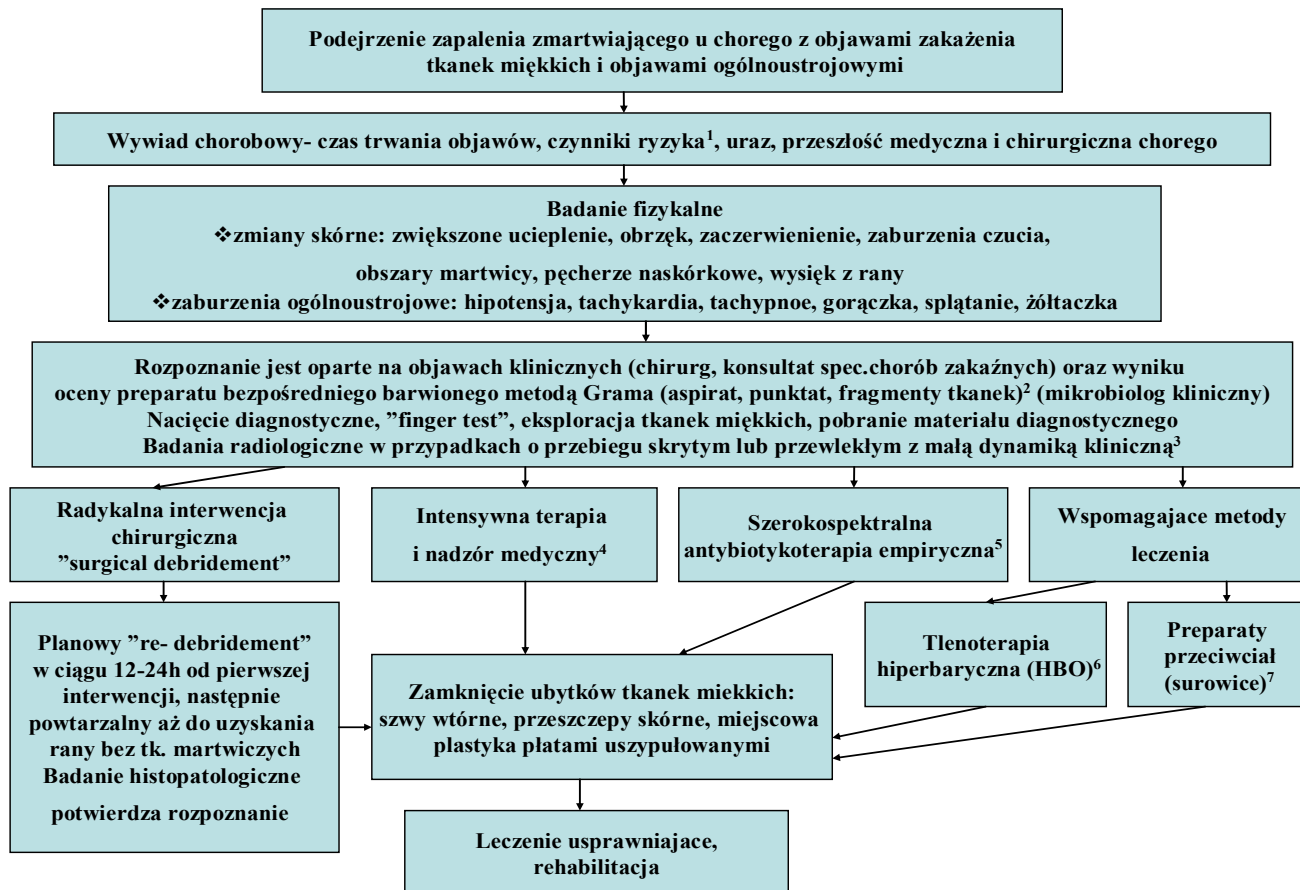 Podejrzenie zapalenia zmartwiającego u chorego z objawami zakażenia
tkanek miękkich i objawami ogólnoustrojowymi
Wywiad chorobowy- czas trwania objawów, czynniki ryzyka¹, uraz, przeszłość medyczna i chirurgiczna chorego
Badanie fizykalne
❖zmiany skórne: zwiększone ucieplenie, obrzęk, zaczerwienienie, zaburzenia czucia,
obszary martwicy, pęcherze naskórkowe, wysięk z rany
❖zaburzenia ogólnoustrojowe: hipotensja, tachykardia, tachypnoe, gorączka, splątanie, żółtaczka
Rozpoznanie jest oparte na objawach klinicznych (chirurg, konsultat spec.chorób zakaźnych) oraz wyniku
oceny preparatu bezpośredniego barwionego metodą Grama (aspirat, punktat, fragmenty tkanek)² (mikrobiolog kliniczny)
Nacięcie diagnostyczne, ”finger test”, eksploracja tkanek miękkich, pobranie materiału diagnostycznego
Badania radiologiczne w przypadkach o przebiegu skrytym lub przewlekłym z małą dynamiką kliniczną³
Radykalna interwencja
chirurgiczna
”surgical debridement”
Intensywna terapia
i nadzór medyczny⁴
Szerokospektralna
antybiotykoterapia empiryczna⁵
Wspomagajace metody
leczenia
Planowy ”re- debridement”
w ciągu 12-24h od pierwszej
interwencji, następnie
powtarzalny aż do uzyskania
rany bez tk. martwiczych
Badanie histopatologiczne
potwierdza rozpoznanie
Tlenoterapia
hiperbaryczna (HBO)⁶
Preparaty
przeciwciał
(surowice)⁷
Zamknięcie ubytków tkanek miekkich:
szwy wtórne, przeszczepy skórne, miejscowa
plastyka płatami uszypułowanymi
Leczenie usprawniajace,
rehabilitacja